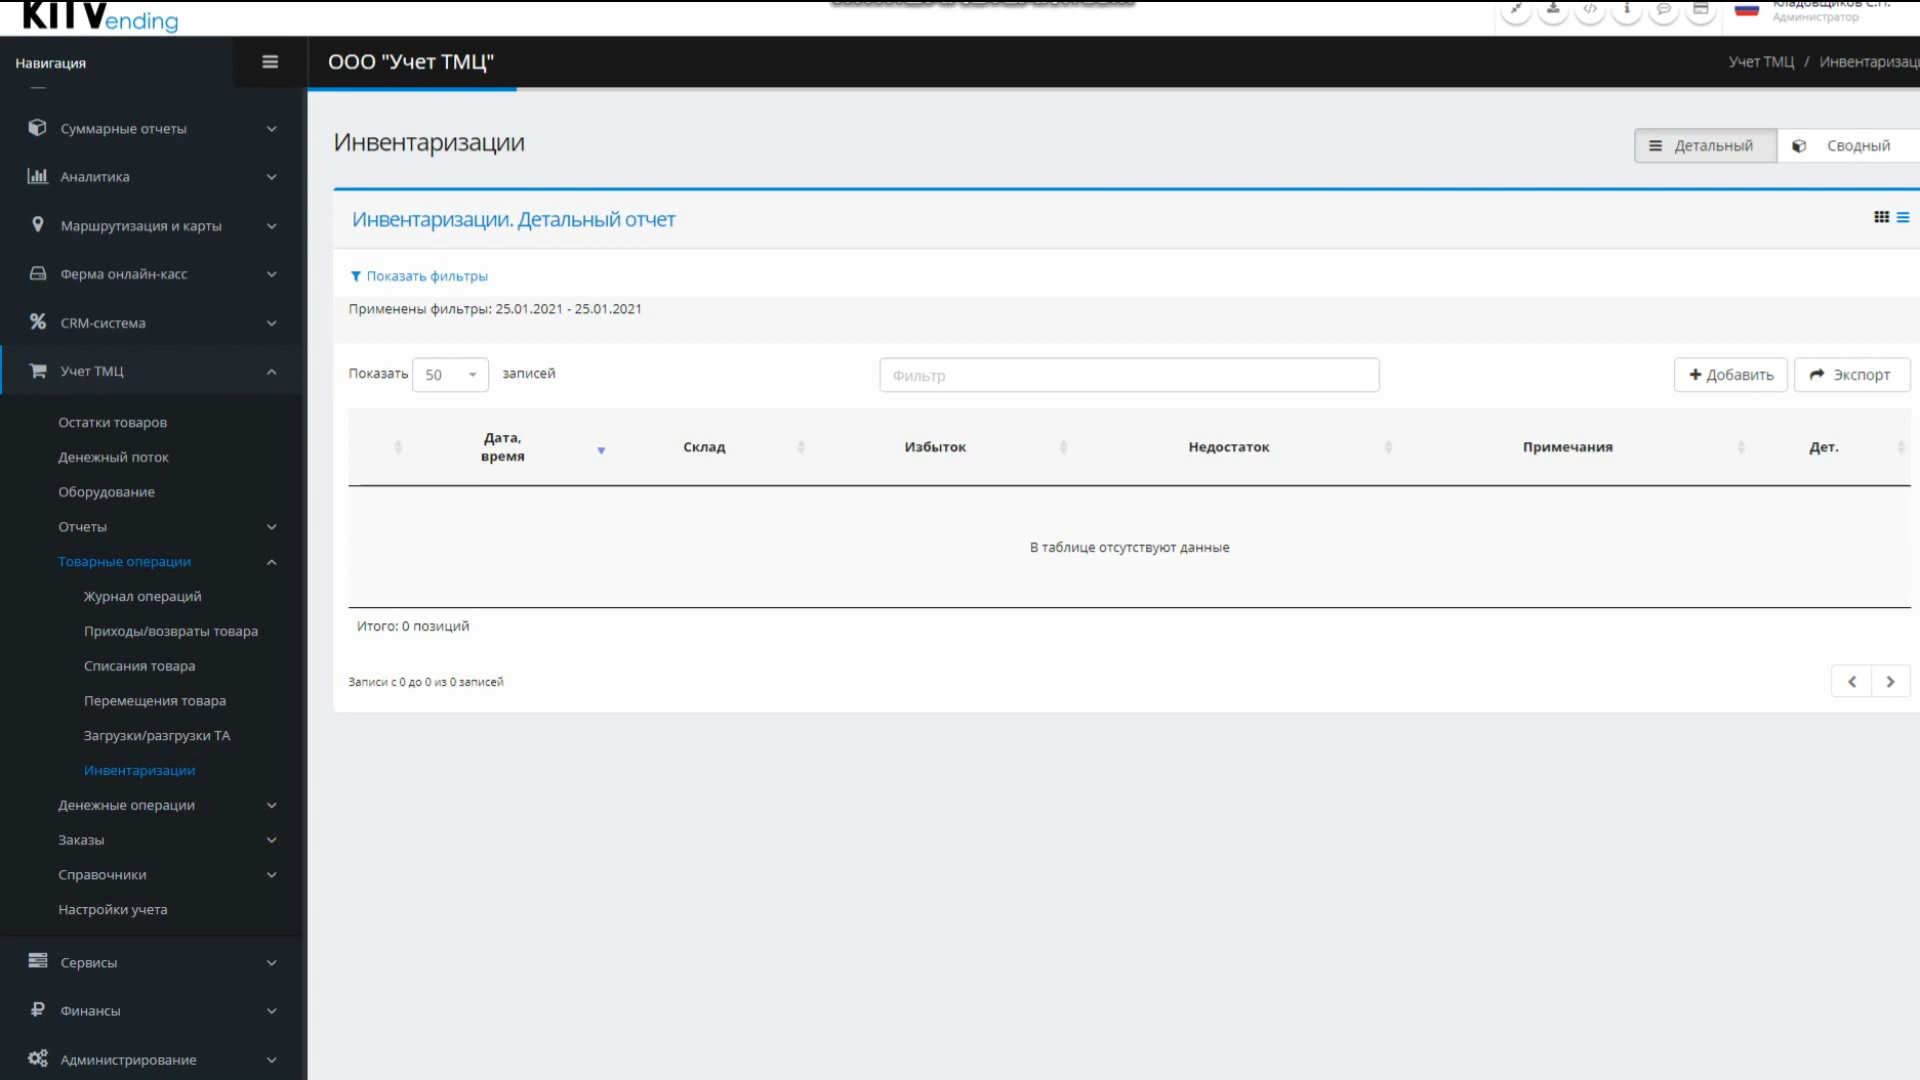 KITVending
Администратор
Навигация
ООО "Учет ТМЦ"
Учет ТМЦ / Инвентаризаци
Суммарные отчеты
Аналитика
Маршрутизация и карты
Ферма онлайн-касс
CRM-система
Учет ТМЦ
Остатки товаров
Денежный поток
Оборудование
Отчеты
Товарные операции
Журнал операций
Приходы/возвраты товара
Списания товара
Перемещения товара
Загрузки/разгрузки ТА
Инвентаризации
Денежные операции
Заказы
Справочники
Настройки учета
Сервисы
Финансы
Администрирование
Инвентаризации
Детальный
Сводный
Инвентаризации. Детальный отчет
Показать фильтры
Применены фильтры: 25.01.2021 - 25.01.2021
Показать 50 записей
Фильтр
Добавить
Экспорт
Дата,
время
Склад
Избыток
Недостаток
Примечания
Дет.
В таблице отсутствуют данные
Итого: 0 позиций
Записи с 0 до 0 из 0 записей